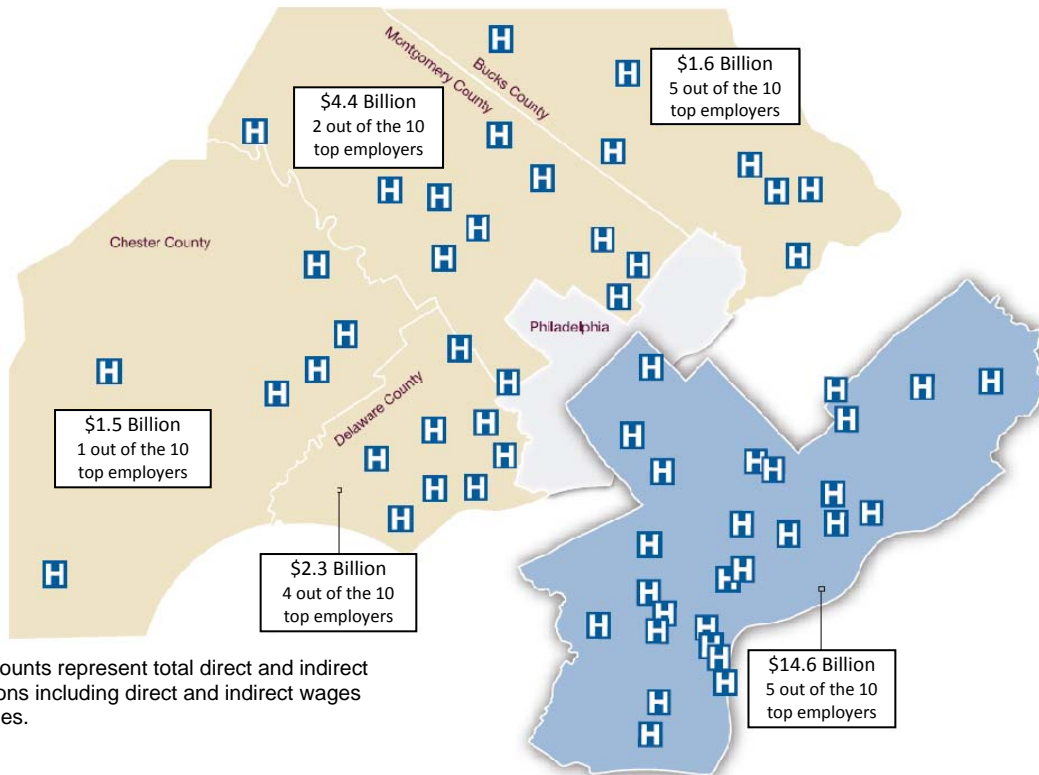 Montgomery County
Bucks County
$1.6 Billion
5 out of the 10
top employers
$4.4 Billion
2 out of the 10
top employers
Chester County
Philadelphia
Delaware County
$1.5 Billion
1 out of the 10
top employers
$2.3 Billion
4 out of the 10
top employers
ounts represent total direct and indirect
ons including direct and indirect wages
es.
$14.6 Billion
5 out of the 10
top employers